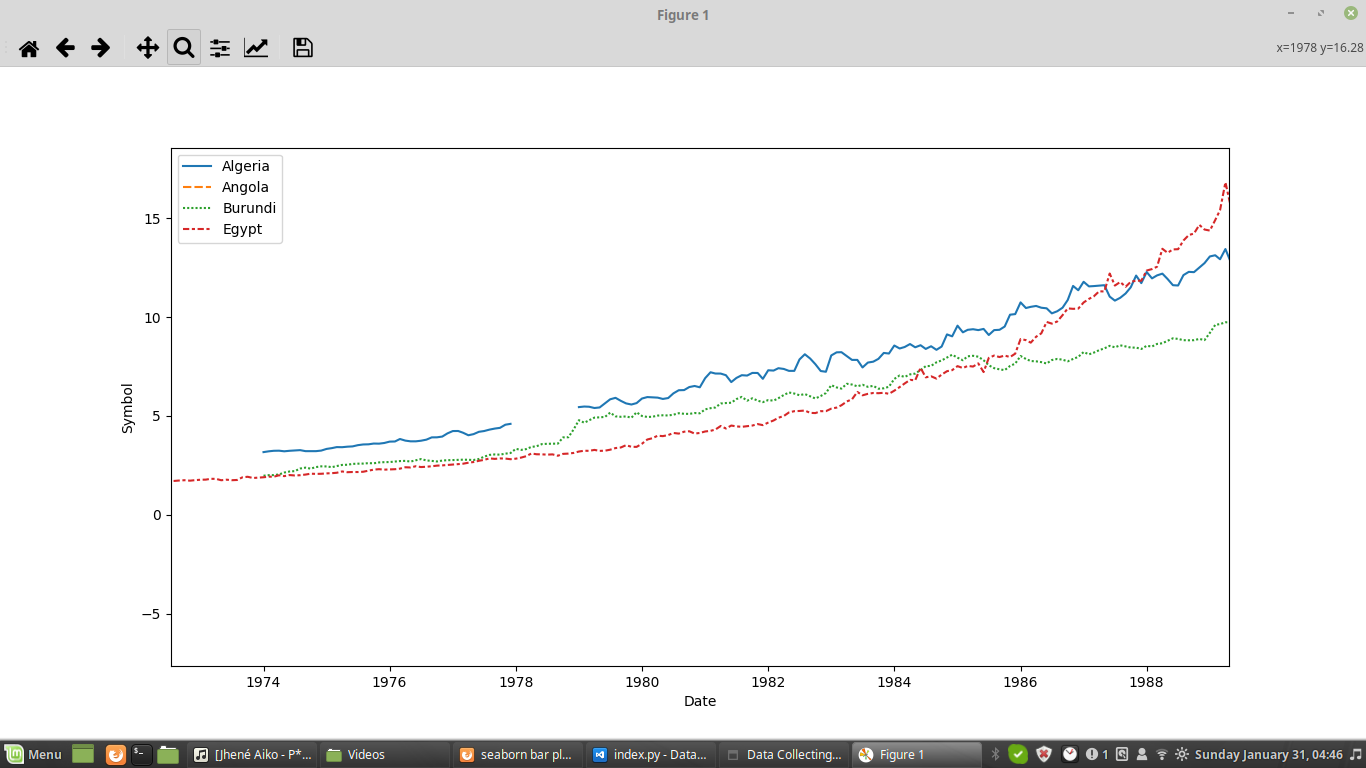 Figure 1
x=1978 y=16.28
Algeria
Angola
Burundi
Egypt
15
10
5
0
−5
Symbol
1974 1976 1978 1980 1982 1984 1986 1988
Date
Menu [Jhené Aiko - P*... Videos seaborn bar pl... index.py - Data... Data Collecting... Figure 1 1 Sunday January 31, 04:46